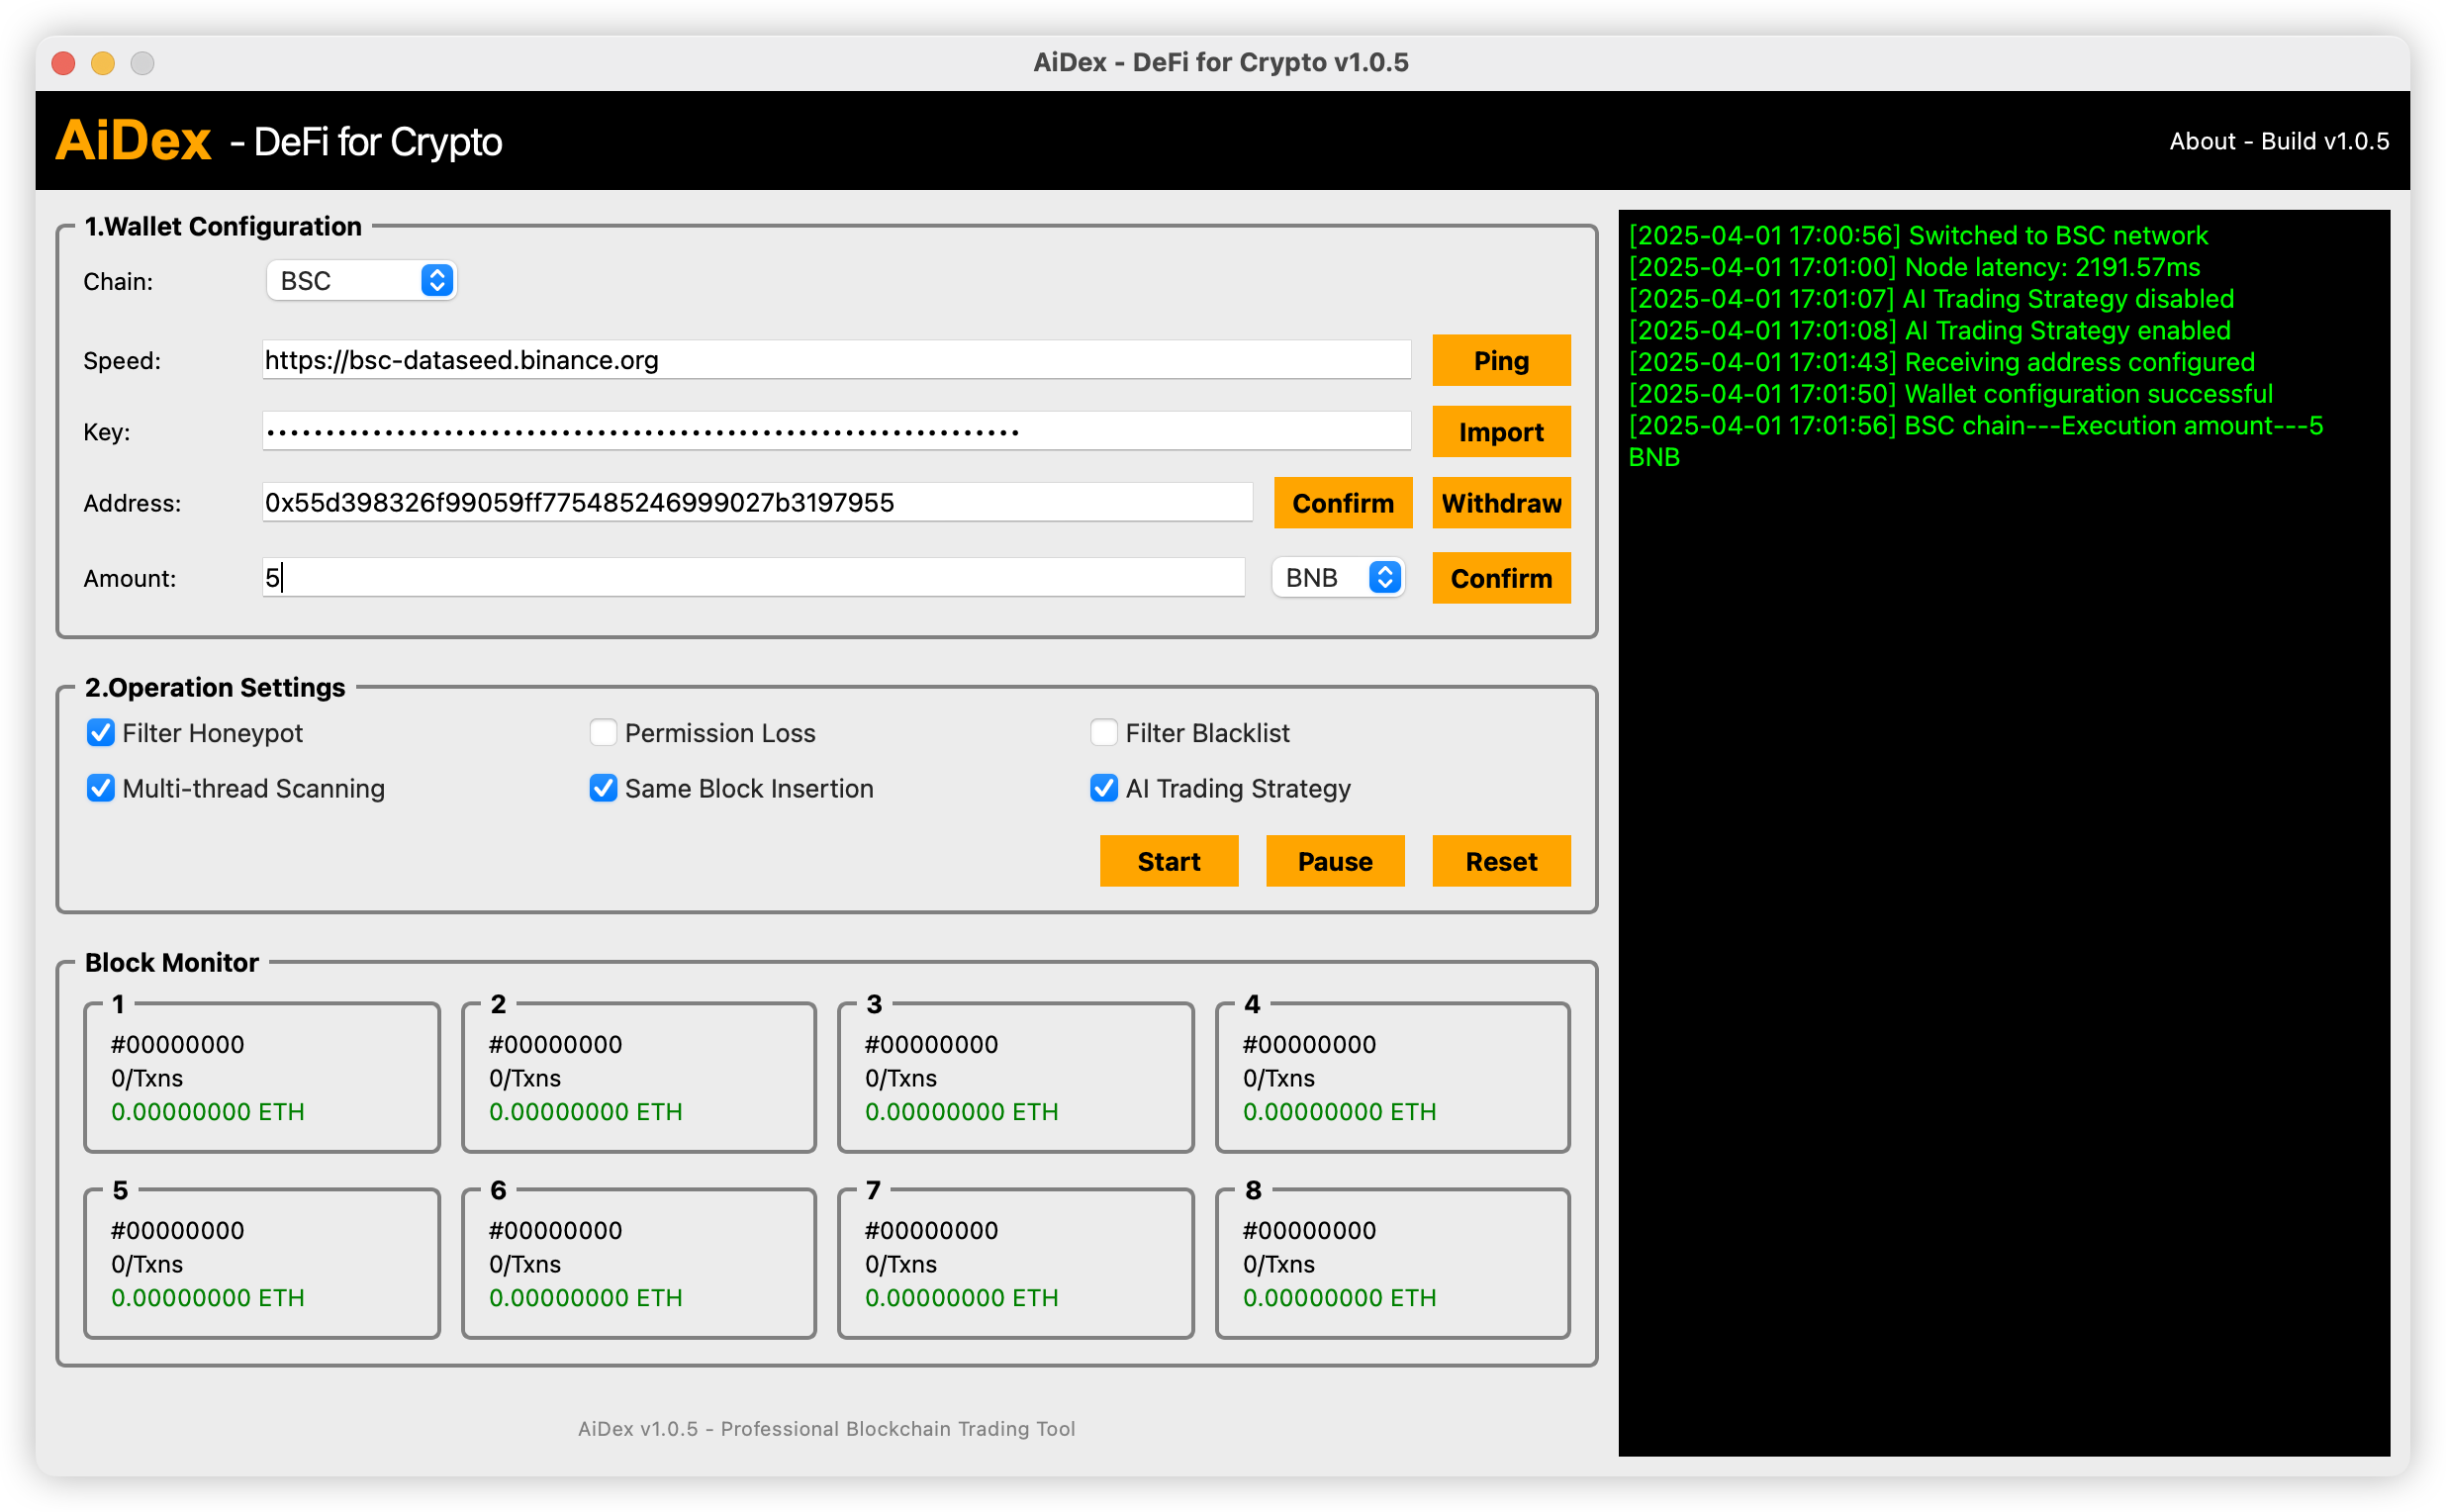 AiDex - DeFi for Crypto v1.0.5
AiDex - DeFi for Crypto
About - Build v1.0.5
1.Wallet Configuration
Chain: BSC
Speed: https://bsc-dataseed.binance.org Ping
Key: •••••••••••••••••••••••••••••••••••••••••••••••••••••••••••••••• Import
Address: 0x55d398326f99059ff775485246999027b3197955 Confirm Withdraw
Amount: 5 BNB Confirm
2.Operation Settings
Filter Honeypot Permission Loss Filter Blacklist
Multi-thread Scanning Same Block Insertion AI Trading Strategy
Start Pause Reset
Block Monitor
1 2 3 4
#00000000 #00000000 #00000000 #00000000
0/Txns 0/Txns 0/Txns 0/Txns
0.00000000 ETH 0.00000000 ETH 0.00000000 ETH 0.00000000 ETH
5 6 7 8
#00000000 #00000000 #00000000 #00000000
0/Txns 0/Txns 0/Txns 0/Txns
0.00000000 ETH 0.00000000 ETH 0.00000000 ETH 0.00000000 ETH
AiDex v1.0.5 - Professional Blockchain Trading Tool
[2025-04-01 17:00:56] Switched to BSC network
[2025-04-01 17:01:00] Node latency: 2191.57ms
[2025-04-01 17:01:07] AI Trading Strategy disabled
[2025-04-01 17:01:08] AI Trading Strategy enabled
[2025-04-01 17:01:43] Receiving address configured
[2025-04-01 17:01:50] Wallet configuration successful
[2025-04-01 17:01:56] BSC chain---Execution amount---5
BNB